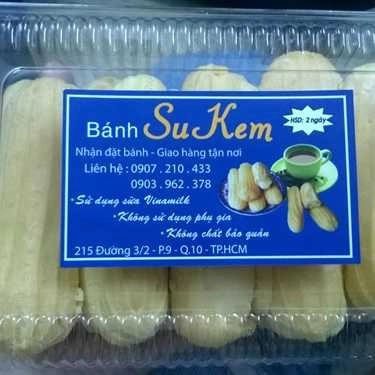 Bánh Su Kem
HSD: 2 ngày
Nhận đặt bánh - Giao hàng tận nơi
Liên hệ : 0907 . 210 . 433
0903 . 962 . 378
• Sử dụng sữa Vinamilk
• Không sử dụng phụ gia
• Không chất bảo quản
215 Đường 3/2 - P.9 - Q.10 - TP.HCM